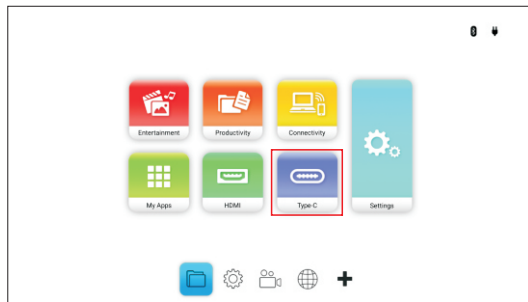 Entertainment
Productivity
Connectivity
My Apps
HDMI
Type-C
Settings